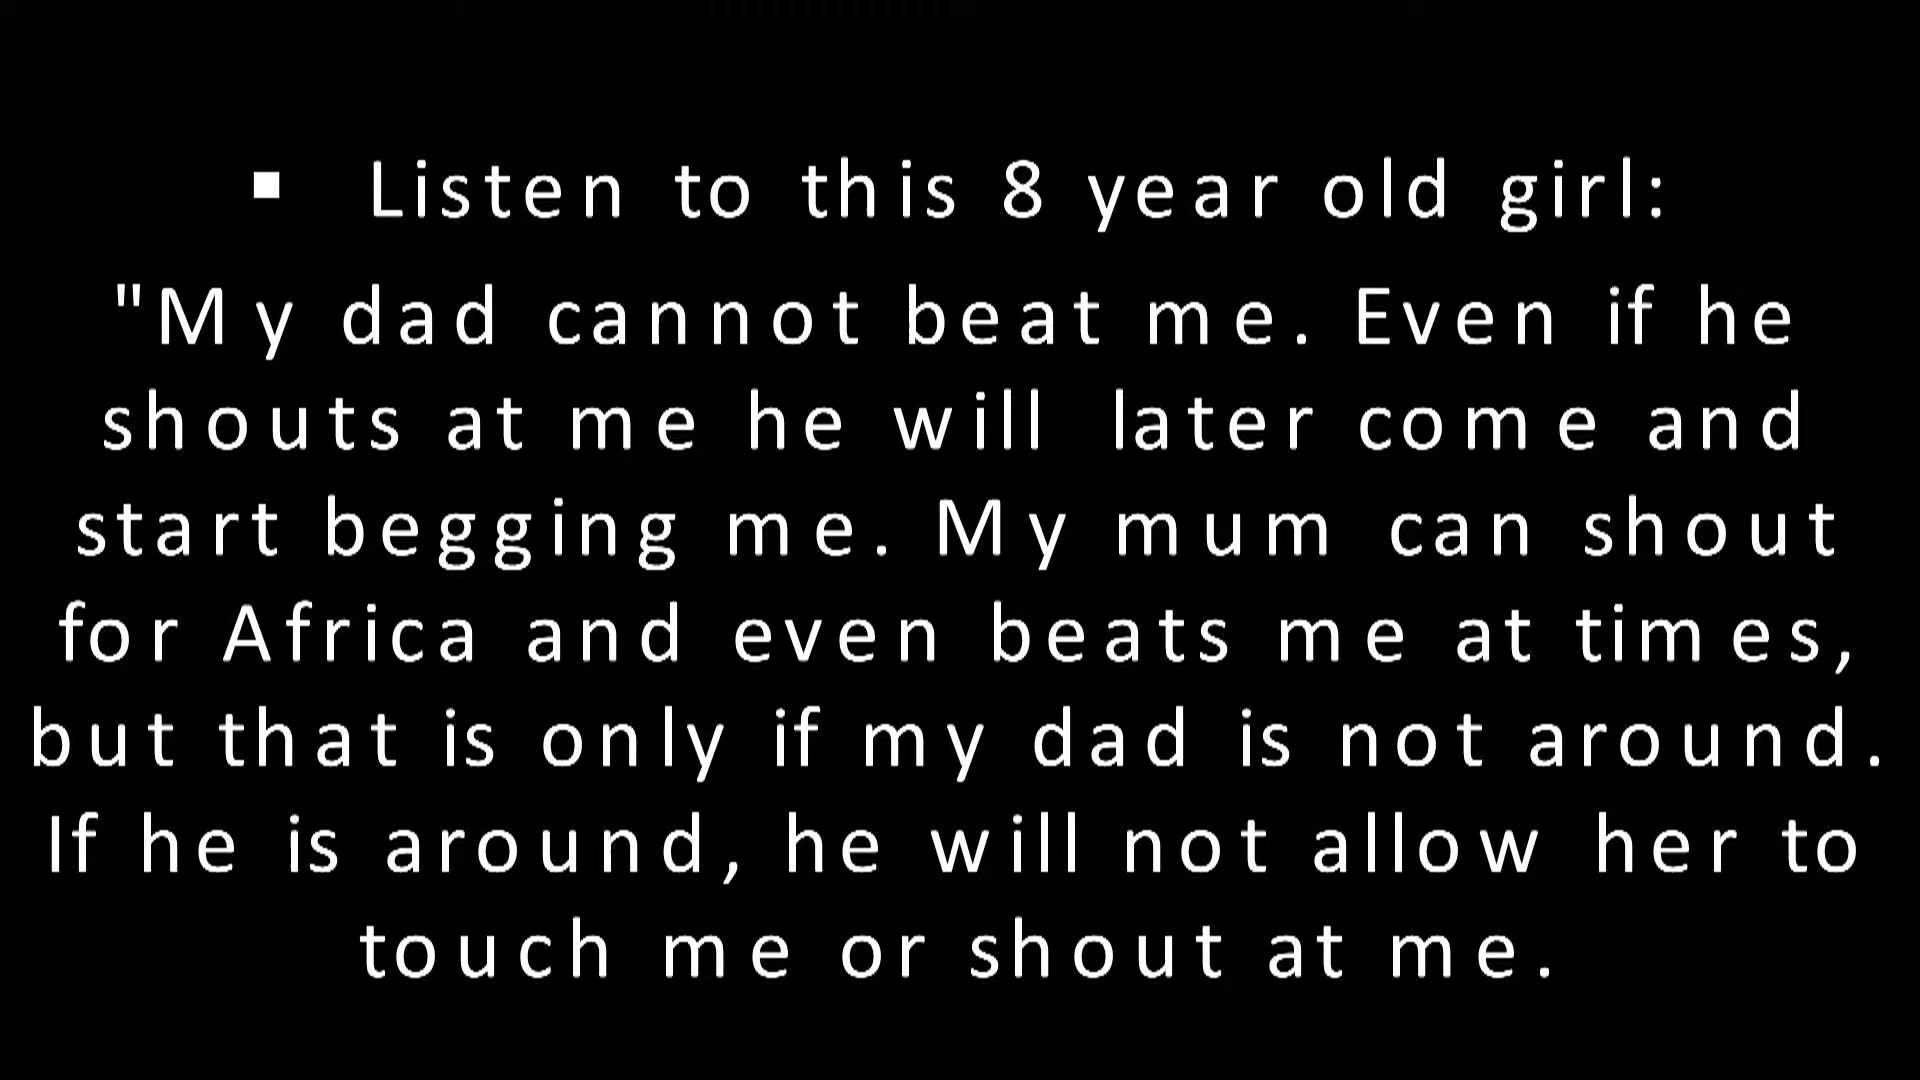 ▪ Listen to this 8 year old girl:
"My dad cannot beat me. Even if he
shouts at me he will later come and
start begging me. My mum can shout
for Africa and even beats me at times,
but that is only if my dad is not around.
If he is around, he will not allow her to
touch me or shout at me.